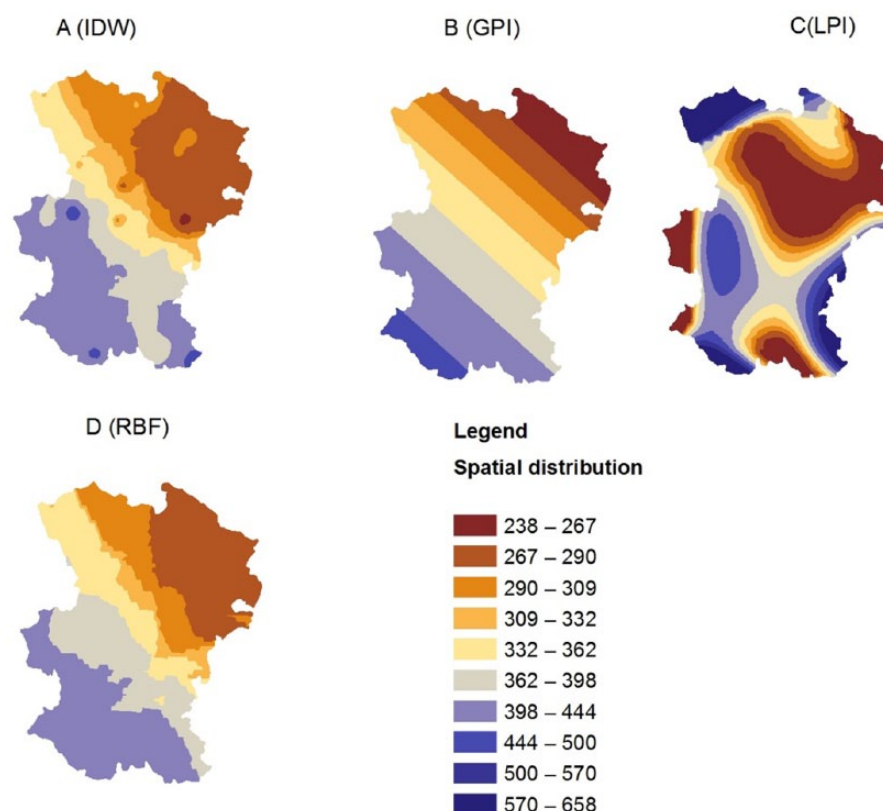 A (IDW)
B (GPI)
C(LPI)
D (RBF)
Legend
Spatial distribution
238 – 267
267 – 290
290 – 309
309 – 332
332 – 362
362 – 398
398 – 444
444 – 500
500 – 570
570 – 658